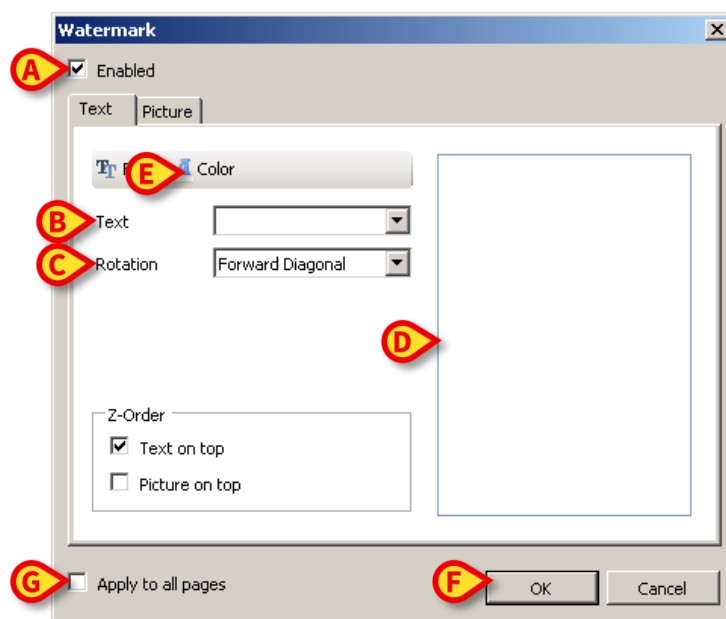 Watermark
A Enabled
Text Picture
E Color
B Text
C Rotation Forward Diagonal
D
Z-Order
Text on top
Picture on top
G Apply to all pages F OK Cancel